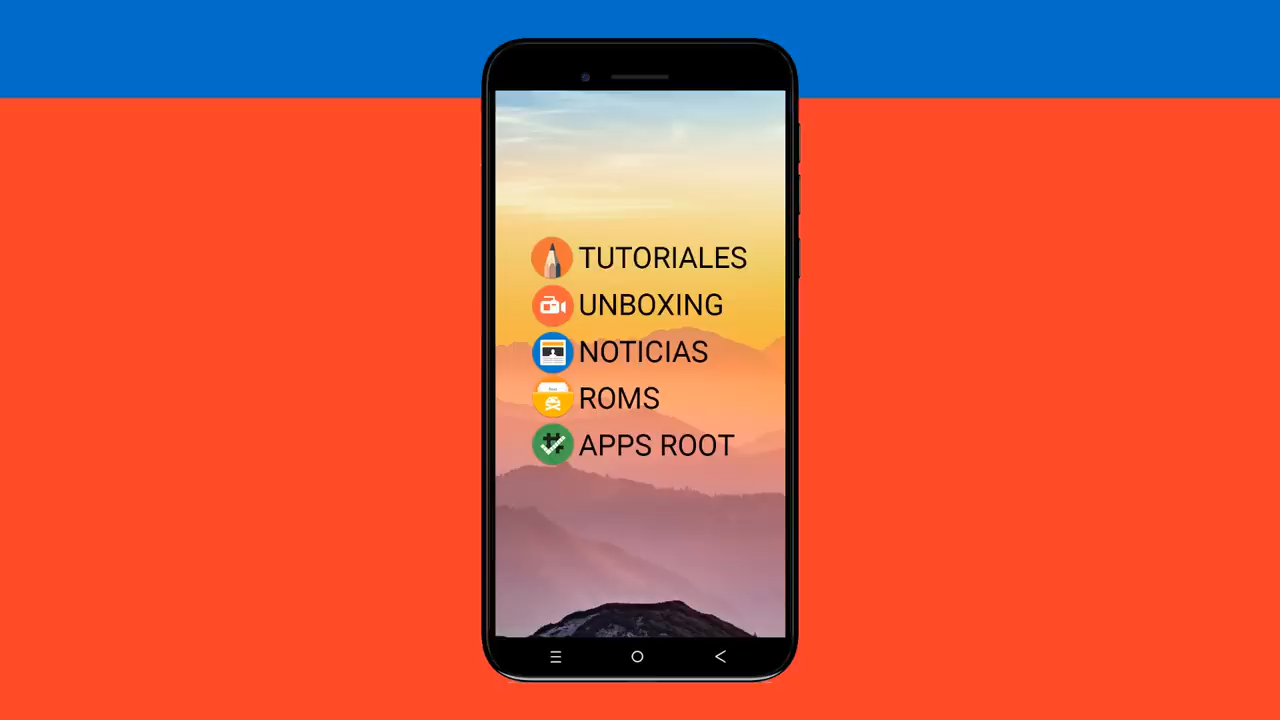 TUTORIALES
UNBOXING
NOTICIAS
ROMS
APPS ROOT